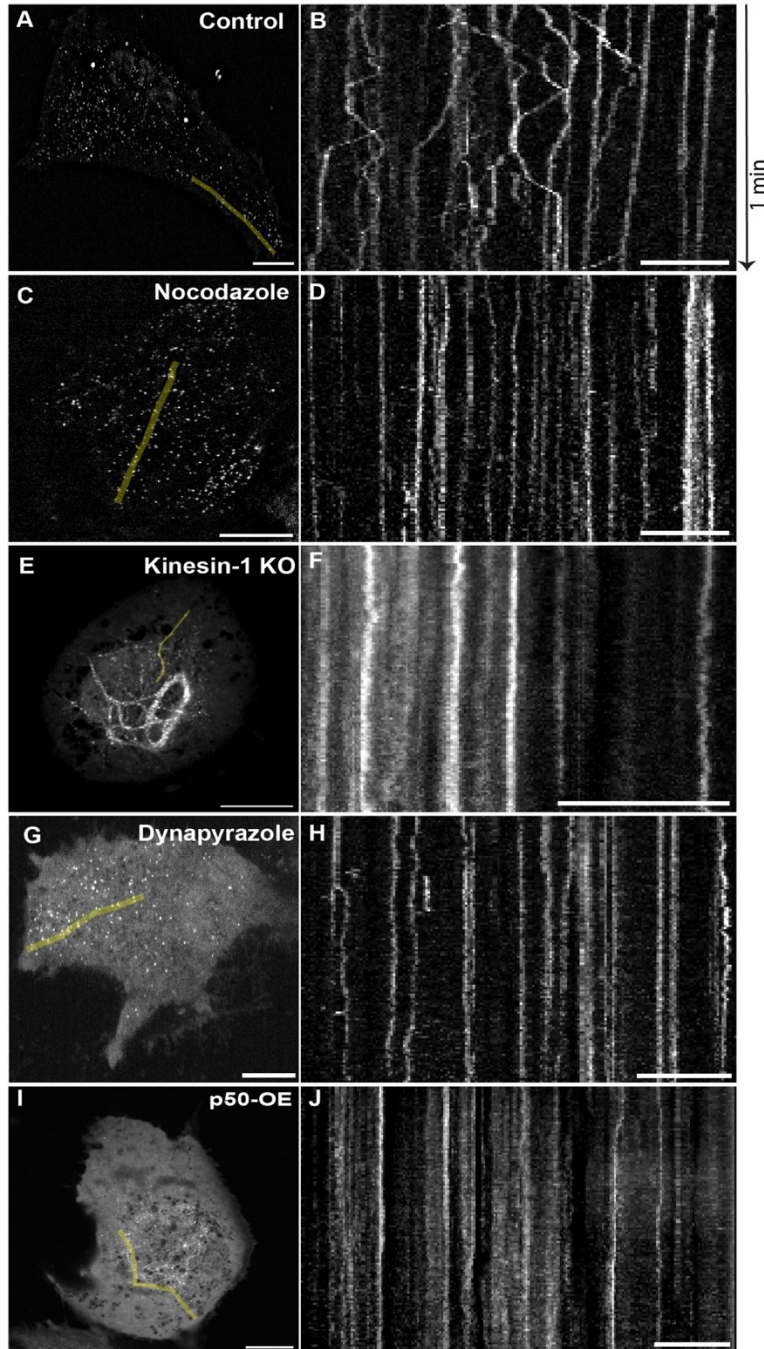 A Control
B
1 min
C Nocodazole
D
E Kinesin-1 KO
F
G Dynapyrazole
H
I p50-OE
J